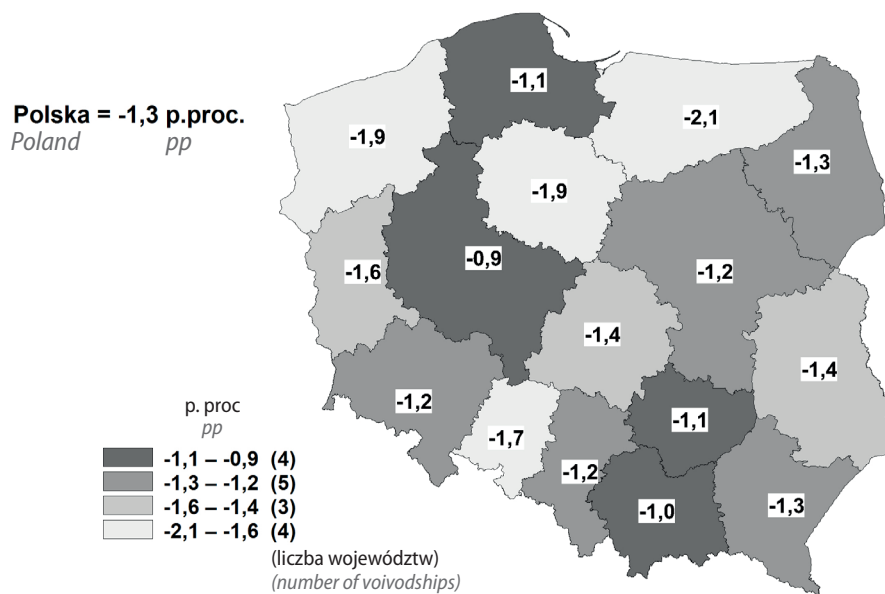 Polska = -1,3 p.proc.
Poland pp
-1,1
-2,1
-1,9
-1,3
-1,9
-0,9
-1,6
-1,2
-1,4
-1,4
-1,2
-1,1
-1,7
-1,2
-1,3
-1,0
p. proc
pp
-1,1 – -0,9 (4)
-1,3 – -1,2 (5)
-1,6 – -1,4 (3)
-2,1 – -1,6 (4)
(liczba województw)
(number of voivodships)